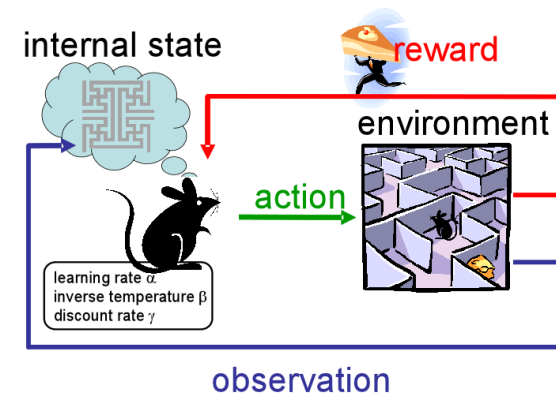 internal state
reward
environment
action
learning rate α
inverse temperature β
discount rate γ
observation